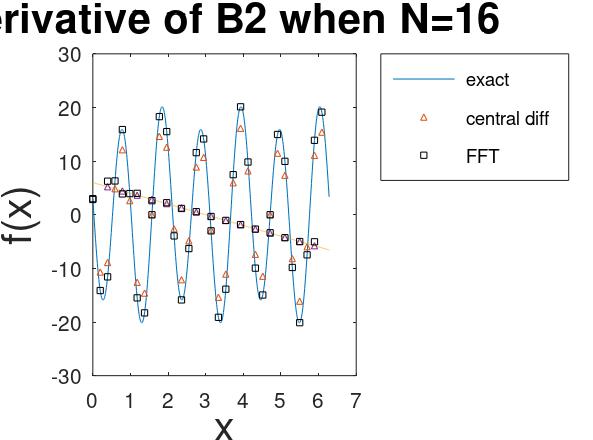 erivative of B2 when N=16
30
20
10
0
-10
-20
-30
0 1 2 3 4 5 6 7
f(x)
X
exact
central diff
FFT